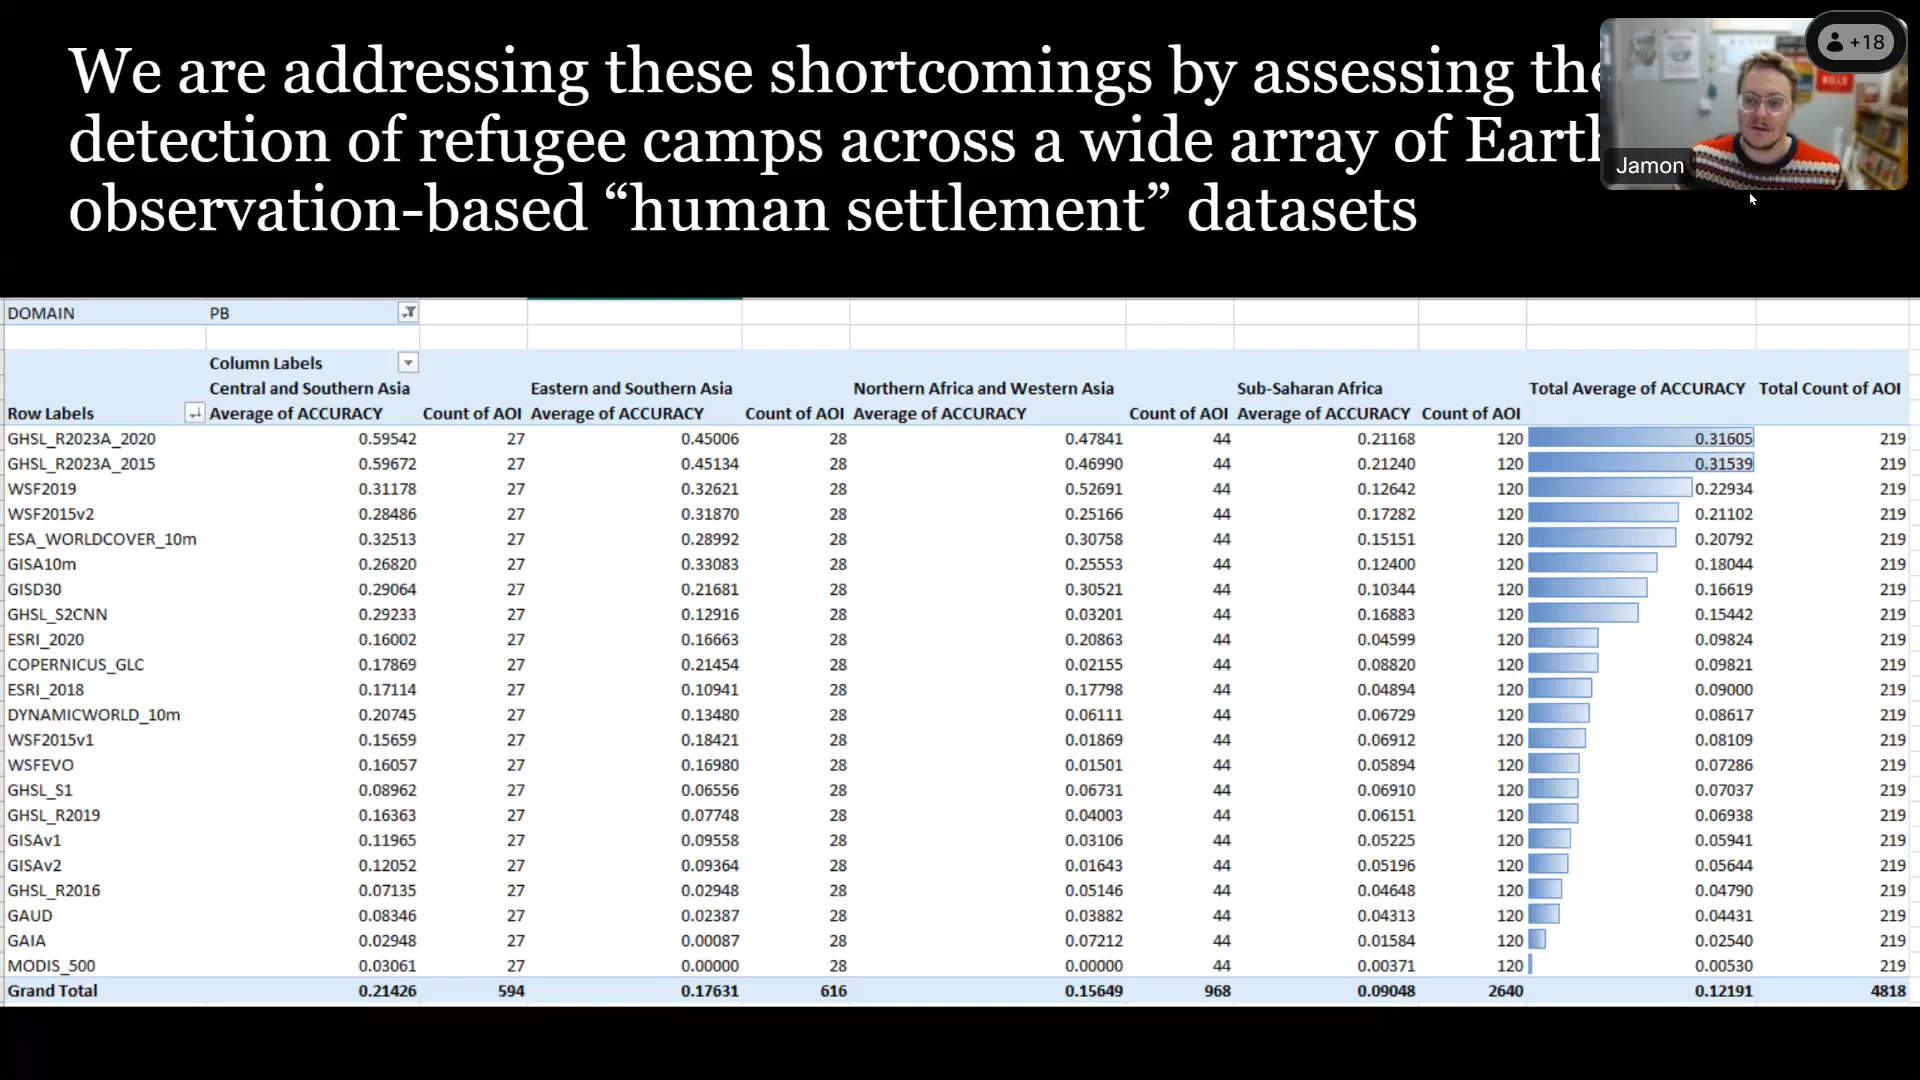 We are addressing these shortcomings by assessing the
detection of refugee camps across a wide array of Earth
observation-based “human settlement” datasets
+18
Jamon
DOMAIN PB
Column Labels
Central and Southern Asia Eastern and Southern Asia Northern Africa and Western Asia Sub-Saharan Africa Total Average of ACCURACY Total Count of AOI
Row Labels Average of ACCURACY Count of AOI Average of ACCURACY Count of AOI Average of ACCURACY Count of AOI Average of ACCURACY Count of AOI
GHSL_R2023A_2020 0.59542 27 0.45006 28 0.47841 44 0.21168 120 0.31605 219
GHSL_R2023A_2015 0.59672 27 0.45134 28 0.46990 44 0.21240 120 0.31539 219
WSF2019 0.31178 27 0.32621 28 0.52691 44 0.12642 120 0.22934 219
WSF2015v2 0.28486 27 0.31870 28 0.25166 44 0.17282 120 0.21102 219
ESA_WORLDCOVER_10m 0.32513 27 0.28992 28 0.30758 44 0.15151 120 0.20792 219
GISA10m 0.26820 27 0.33083 28 0.25553 44 0.12400 120 0.18044 219
GISD30 0.29064 27 0.21681 28 0.30521 44 0.10344 120 0.16619 219
GHSL_S2CNN 0.29233 27 0.12916 28 0.03201 44 0.16883 120 0.15442 219
ESRI_2020 0.16002 27 0.16663 28 0.20863 44 0.04599 120 0.09824 219
COPERNICUS_GLC 0.17869 27 0.21454 28 0.02155 44 0.08820 120 0.09821 219
ESRI_2018 0.17114 27 0.10941 28 0.17798 44 0.04894 120 0.09000 219
DYNAMICWORLD_10m 0.20745 27 0.13480 28 0.06111 44 0.06729 120 0.08617 219
WSF2015v1 0.15659 27 0.18421 28 0.01869 44 0.06912 120 0.08109 219
WSFEVO 0.16057 27 0.16980 28 0.01501 44 0.05894 120 0.07286 219
GHSL_S1 0.08962 27 0.06556 28 0.06731 44 0.06910 120 0.07037 219
GHSL_R2019 0.16363 27 0.07748 28 0.04003 44 0.06151 120 0.06938 219
GISAv1 0.11965 27 0.09558 28 0.03106 44 0.05225 120 0.05941 219
GISAv2 0.12052 27 0.09364 28 0.01643 44 0.05196 120 0.05644 219
GHSL_R2016 0.07135 27 0.02948 28 0.05146 44 0.04648 120 0.04790 219
GAUD 0.08346 27 0.02387 28 0.03882 44 0.04313 120 0.04431 219
GAIA 0.02948 27 0.00087 28 0.07212 44 0.01584 120 0.02540 219
MODIS_500 0.03061 27 0.00000 28 0.00000 44 0.00371 120 0.00530 219
Grand Total 0.21426 594 0.17631 616 0.15649 968 0.09048 2640 0.12191 4818